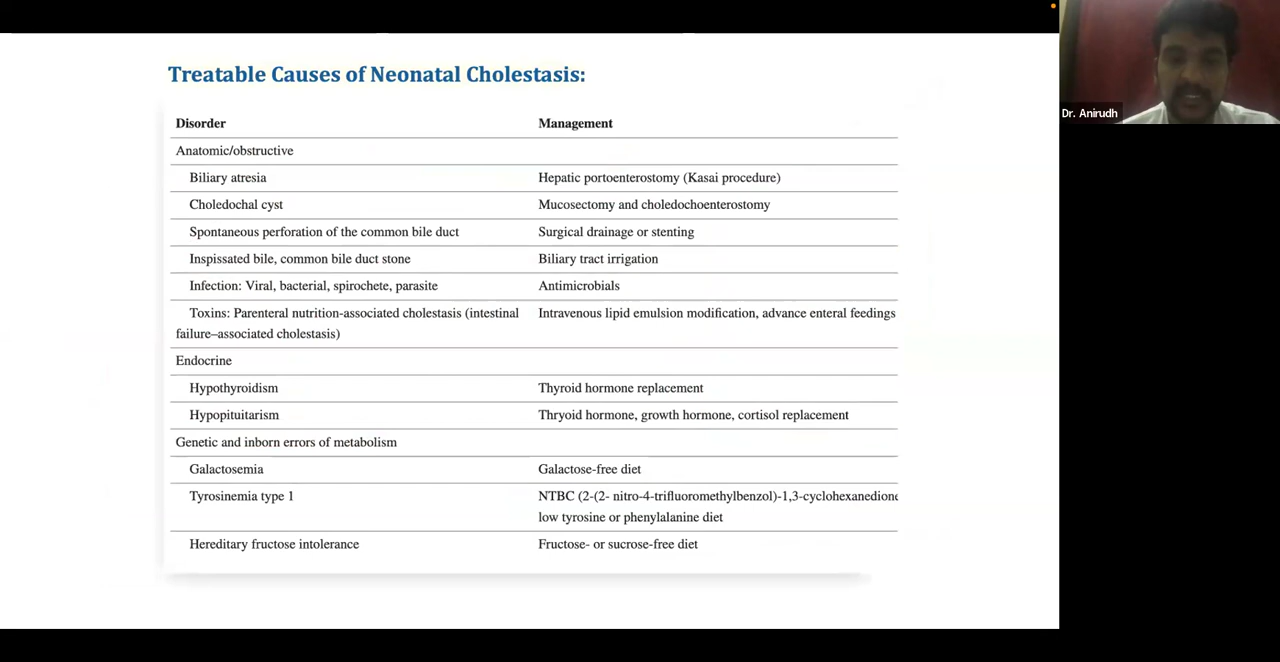 Treatable Causes of Neonatal Cholestasis:
Dr. Anirudh
Disorder Management
Anatomic/obstructive
Biliary atresia Hepatic portoenterostomy (Kasai procedure)
Choledochal cyst Mucosectomy and choledochoenterostomy
Spontaneous perforation of the common bile duct Surgical drainage or stenting
Inspissated bile, common bile duct stone Biliary tract irrigation
Infection: Viral, bacterial, spirochete, parasite Antimicrobials
Toxins: Parenteral nutrition-associated cholestasis (intestinal Intravenous lipid emulsion modification, advance enteral feedings
failure–associated cholestasis)
Endocrine
Hypothyroidism Thyroid hormone replacement
Hypopituitarism Thryoid hormone, growth hormone, cortisol replacement
Genetic and inborn errors of metabolism
Galactosemia Galactose-free diet
Tyrosinemia type 1 NTBC (2-(2- nitro-4-trifluoromethylbenzol)-1,3-cyclohexanedione
low tyrosine or phenylalanine diet
Hereditary fructose intolerance Fructose- or sucrose-free diet